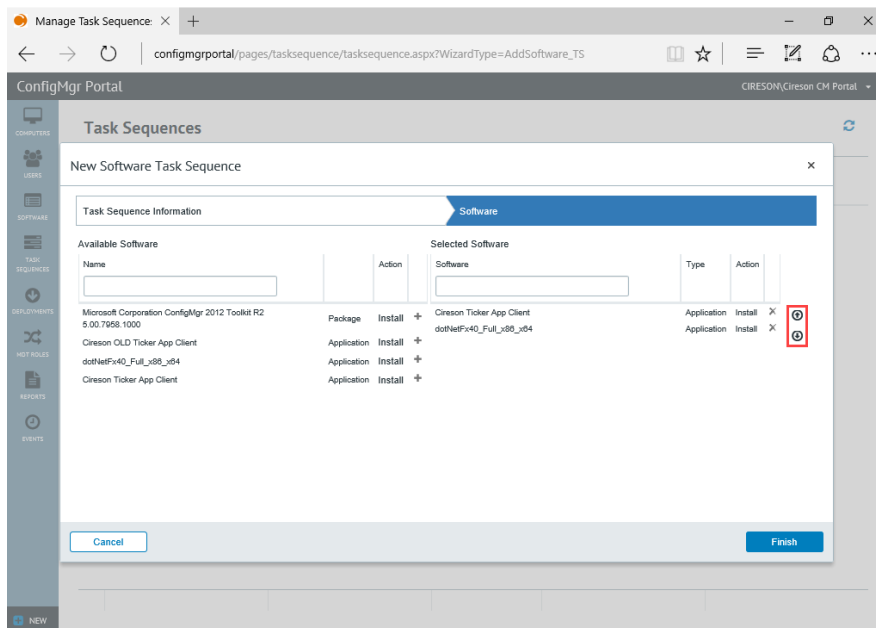 Manage Task Sequence:
configmgrportal/pages/tasksequence/tasksequence.aspx?WizardType=AddSoftware_TS
ConfigMgr Portal
CIRESON\Cireson CM Portal
COMPUTERS
USERS
SOFTWARE
TASK
SEQUENCES
DEPLOYMENTS
HOT ROLES
REPORTS
EVENTS
NEW
Task Sequences
New Software Task Sequence
Task Sequence Information
Software
Available Software
Selected Software
Name
Action
Software
Type
Action
Microsoft Corporation ConfigMgr 2012 Toolkit R2
5.00.7958.1000
Package
Install
Cireson OLD Ticker App Client
Application
Install
dotNetFx40_Full_x86_x64
Application
Install
Cireson Ticker App Client
Application
Install
Cireson Ticker App Client
Application
Install
dotNetFx40_Full_x86_x64
Application
Install
Cancel
Finish